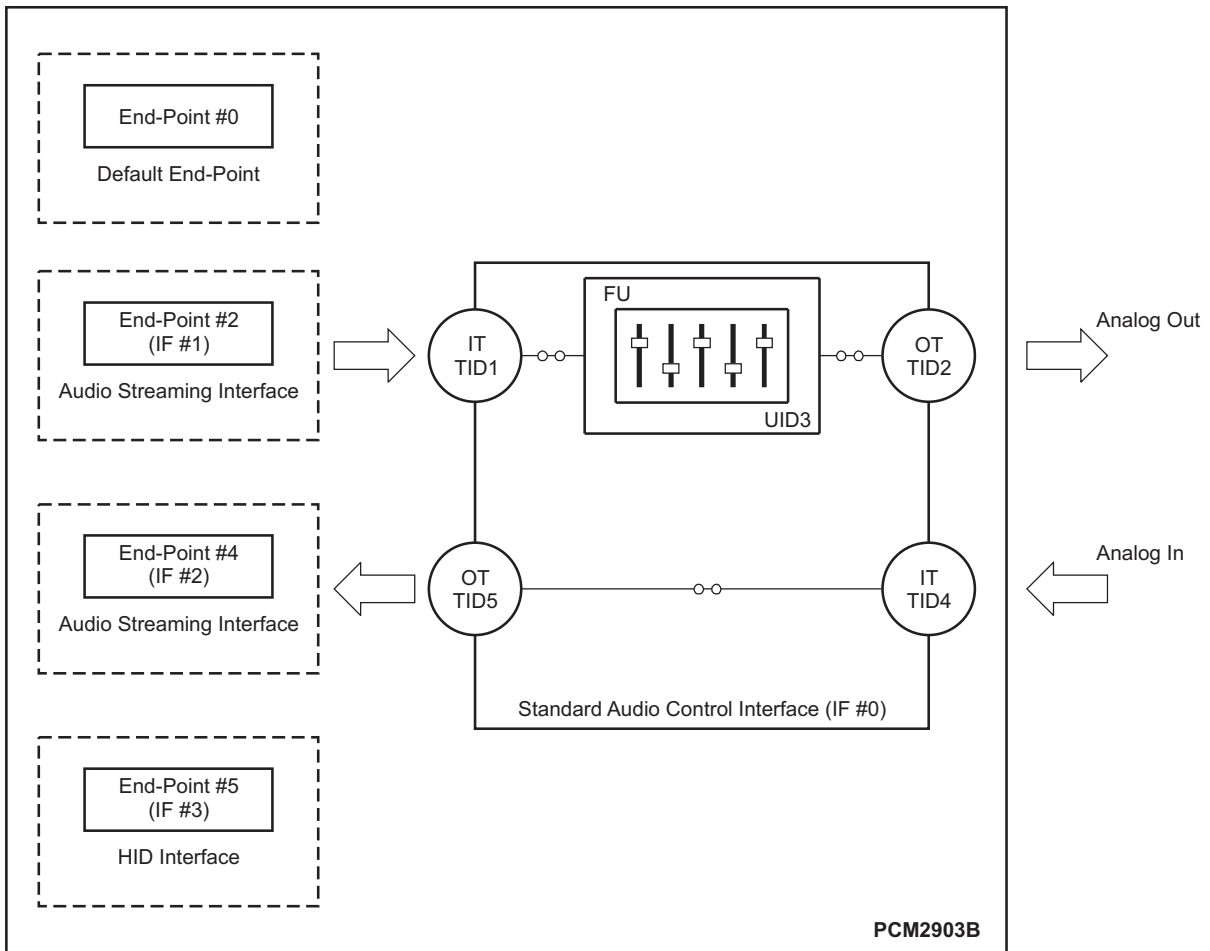 End-Point #0
Default End-Point
End-Point #2
(IF #1)
Audio Streaming Interface
IT
TID1
FU
UID3
OT
TID2
Analog Out
End-Point #4
(IF #2)
Audio Streaming Interface
OT
TID5
IT
TID4
Analog In
Standard Audio Control Interface (IF #0)
End-Point #5
(IF #3)
HID Interface
PCM2903B